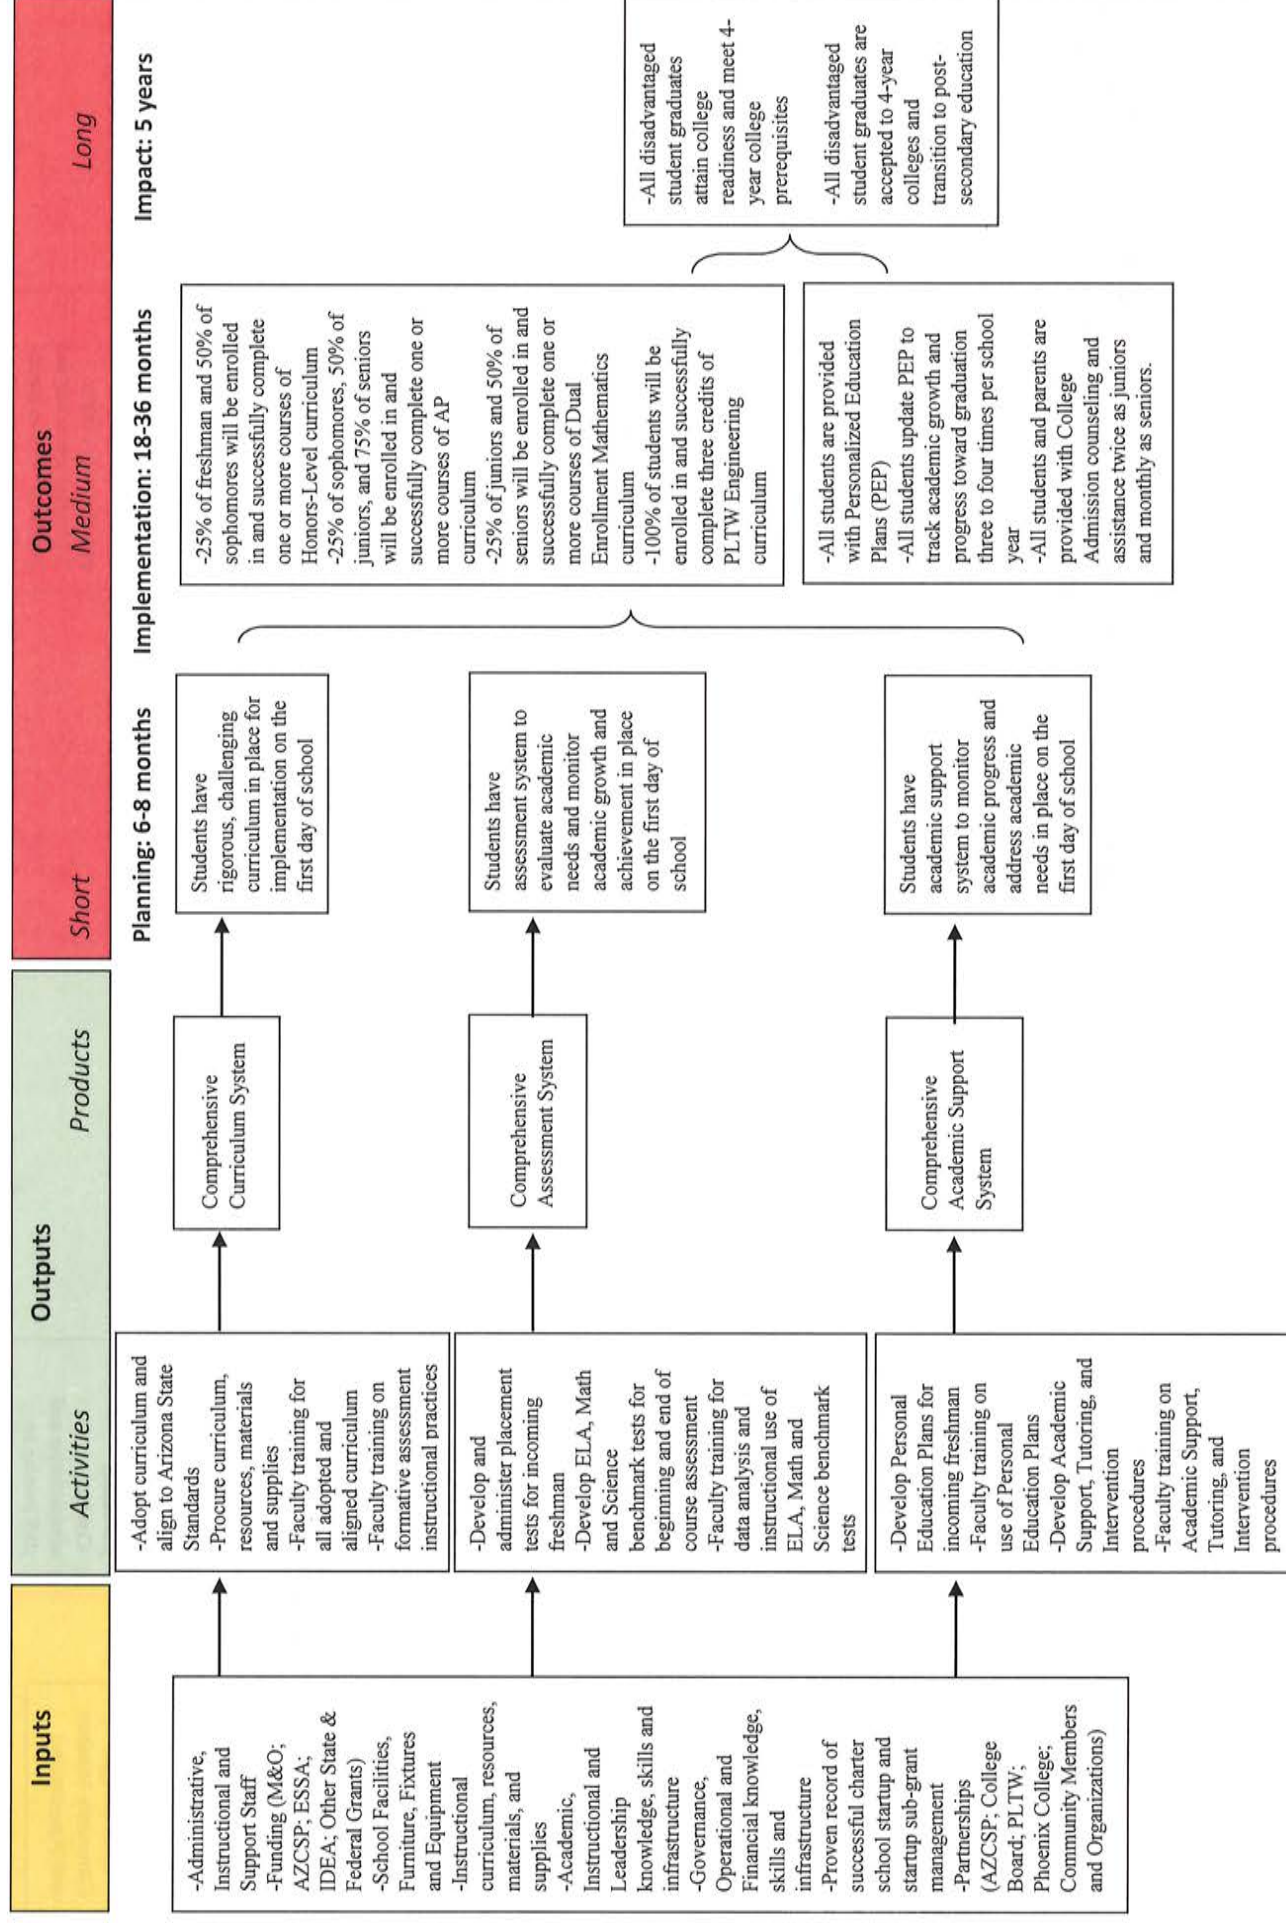 Inputs
Outputs
Outcomes
Activities
Products
Short
Medium
Long
Planning: 6-8 months
Implementation: 18-36 months
Impact: 5 years
-Administrative,
Instructional and
Support Staff
-Funding (M&O;
AZCSP; ESSA;
IDEA; Other State &
Federal Grants)
-School Facilities,
Furniture, Fixtures
and Equipment
-Instructional
curriculum, resources,
materials, and
supplies
-Academic,
Instructional and
Leadership
knowledge, skills and
infrastructure
-Governance,
Operational and
Financial knowledge,
skills and
infrastructure
-Proven record of
successful charter
school startup and
startup sub-grant
management
-Partnerships
(AZCSP; College
Board; PLTW;
Phoenix College;
Community Members
and Organizations)
-Adopt curriculum and
align to Arizona State
Standards
-Procure curriculum,
resources, materials
and supplies
-Faculty training for
all adopted and
aligned curriculum
-Faculty training on
formative assessment
instructional practices
Comprehensive
Curriculum System
Students have
rigorous, challenging
curriculum in place for
implementation on the
first day of school
-Develop and
administer placement
tests for incoming
freshman
-Develop ELA, Math
and Science
benchmark tests for
beginning and end of
course assessment
-Faculty training for
data analysis and
instructional use of
ELA, Math and
Science benchmark
tests
Comprehensive
Assessment System
Students have
assessment system to
evaluate academic
needs and monitor
academic growth and
achievement in place
on the first day of
school
-Develop Personal
Education Plans for
incoming freshman
-Faculty training on
use of Personal
Education Plans
-Develop Academic
Support, Tutoring, and
Intervention
procedures
-Faculty training on
Academic Support,
Tutoring, and
Intervention
procedures
Comprehensive
Academic Support
System
Students have
academic support
system to monitor
academic progress and
address academic
needs in place on the
first day of school
-25% of freshman and 50% of
sophomores will be enrolled
in and successfully complete
one or more courses of
Honors-Level curriculum
-25% of sophomores, 50% of
juniors, and 75% of seniors
will be enrolled in and
successfully complete one or
more courses of AP
curriculum
-25% of juniors and 50% of
seniors will be enrolled in and
successfully complete one or
more courses of Dual
Enrollment Mathematics
curriculum
-100% of students will be
enrolled in and successfully
complete three credits of
PLTW Engineering
curriculum
-All students are provided
with Personalized Education
Plans (PEP)
-All students update PEP to
track academic growth and
progress toward graduation
three to four times per school
year
-All students and parents are
provided with College
Admission counseling and
assistance twice as juniors
and monthly as seniors.
-All disadvantaged
student graduates
attain college
readiness and meet 4-
year college
prerequisites
-All disadvantaged
student graduates are
accepted to 4-year
colleges and
transition to post-
secondary education